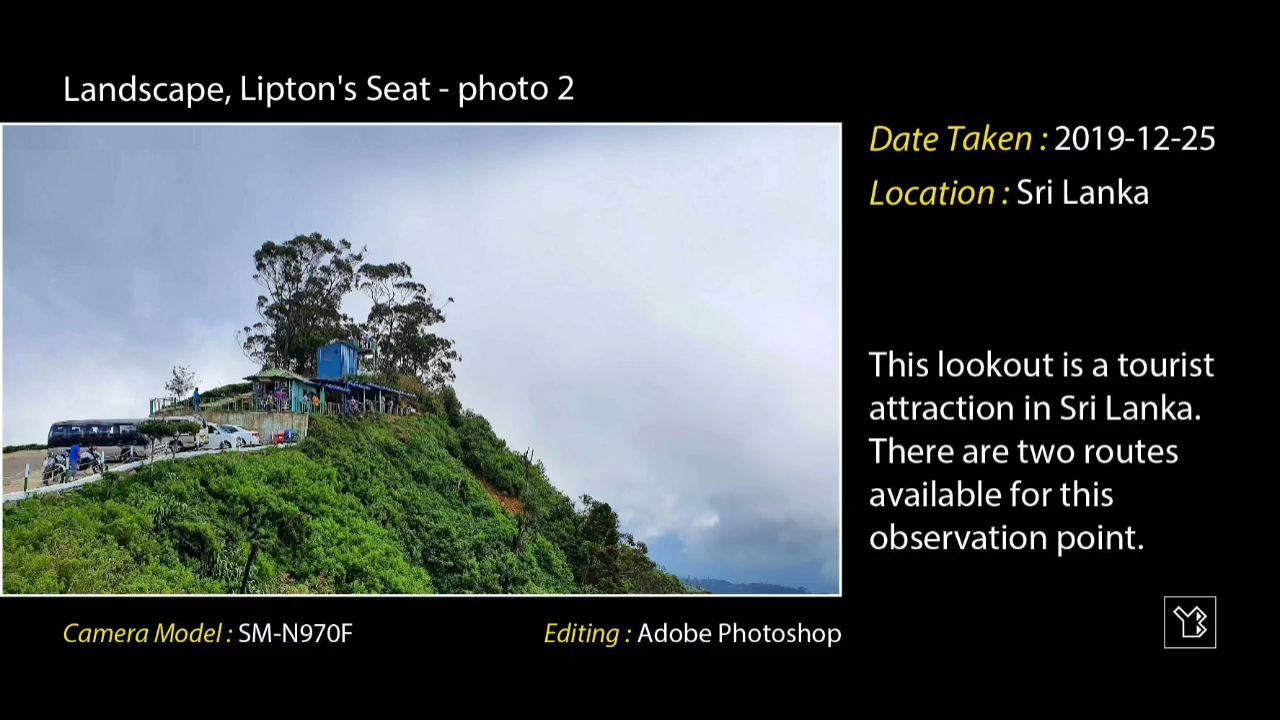 Landscape, Lipton's Seat - photo 2
Date Taken : 2019-12-25
Location : Sri Lanka
This lookout is a tourist
attraction in Sri Lanka.
There are two routes
available for this
observation point.
Camera Model : SM-N970F
Editing : Adobe Photoshop